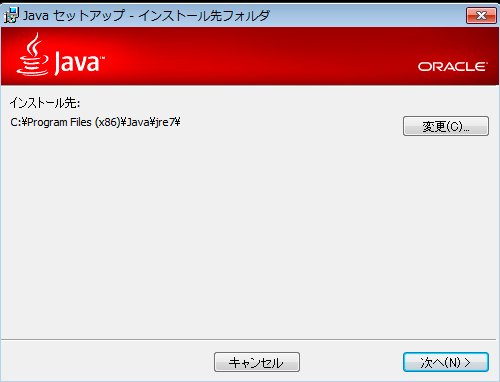 Java セットアップ - インストール先フォルダ
Java™
ORACLE
インストール先:
C:¥Program Files (x86)¥Java¥jre7¥
変更(C)...
キャンセル
次へ(N) >